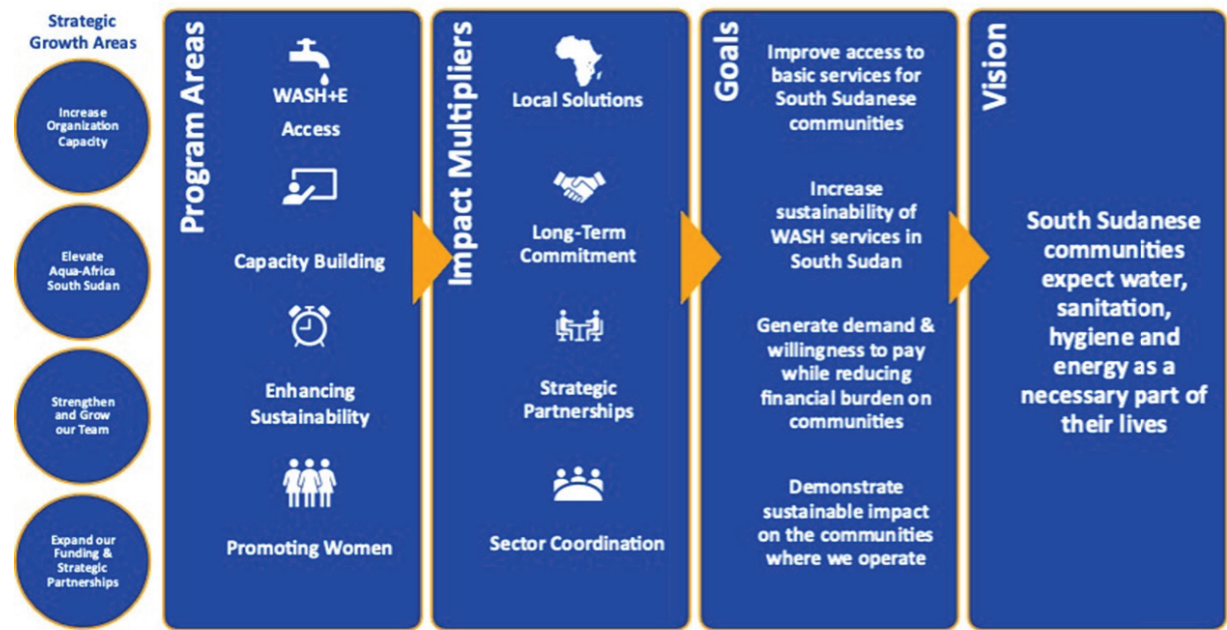 Strategic
Growth Areas
Increase
Organization
Capacity
Elevate
Aqua-Africa
South Sudan
Strengthen
and Grow
our Team
Expand our
Funding &
Strategic
Partnerships
Program Areas
WASH+E
Access
Capacity Building
Enhancing
Sustainability
Promoting Women
Impact Multipliers
Local Solutions
Long-Term
Commitment
Strategic
Partnerships
Sector Coordination
Goals
Improve access to
basic services for
South Sudanese
communities
Increase
sustainability of
WASH services in
South Sudan
Generate demand &
willingness to pay
while reducing
financial burden on
communities
Demonstrate
sustainable impact
on the communities
where we operate
Vision
South Sudanese
communities
expect water,
sanitation,
hygiene and
energy as a
necessary part of
their lives